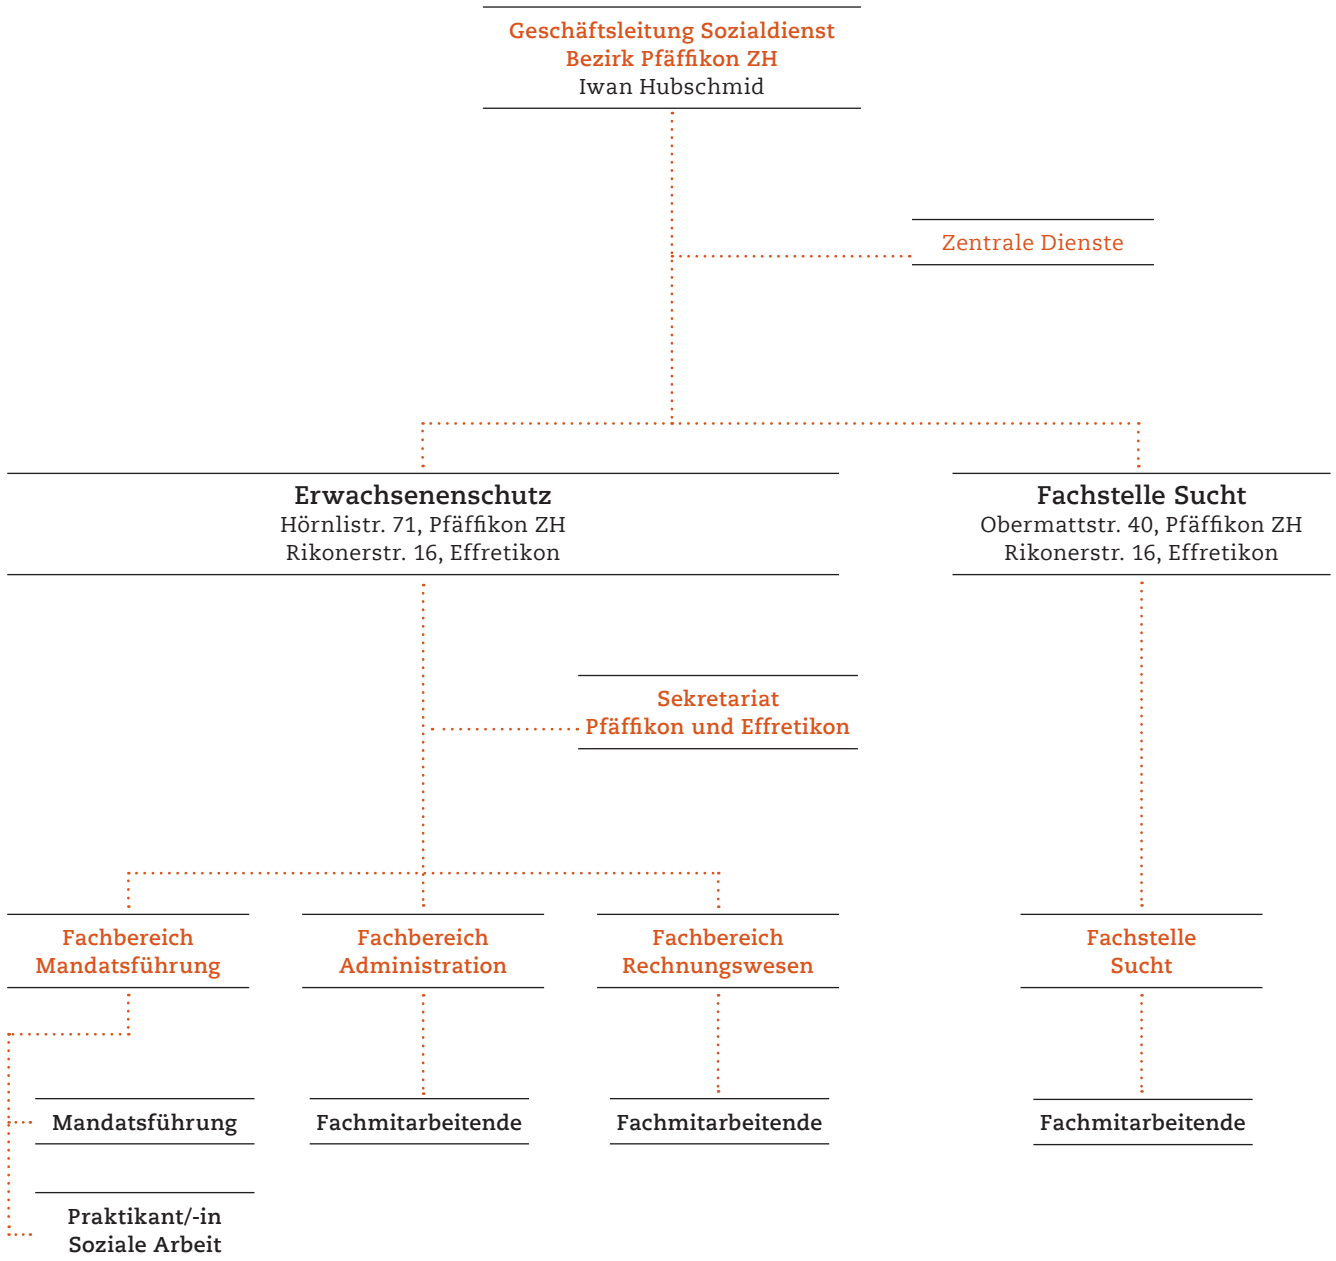 Geschäftsleitung Sozialdienst
Bezirk Pfäffikon ZH
Iwan Hubschmid
Zentrale Dienste
Erwachsenenschutz
Hörnlistr. 71, Pfäffikon ZH
Rikonerstr. 16, Effretikon
Fachstelle Sucht
Obermattstr. 40, Pfäffikon ZH
Rikonerstr. 16, Effretikon
Sekretariat
Pfäffikon und Effretikon
Fachbereich
Mandatsführung
Fachbereich
Administration
Fachbereich
Rechnungswesen
Fachstelle
Sucht
Mandatsführung
Fachmitarbeitende
Fachmitarbeitende
Fachmitarbeitende
Praktikant/-in
Soziale Arbeit